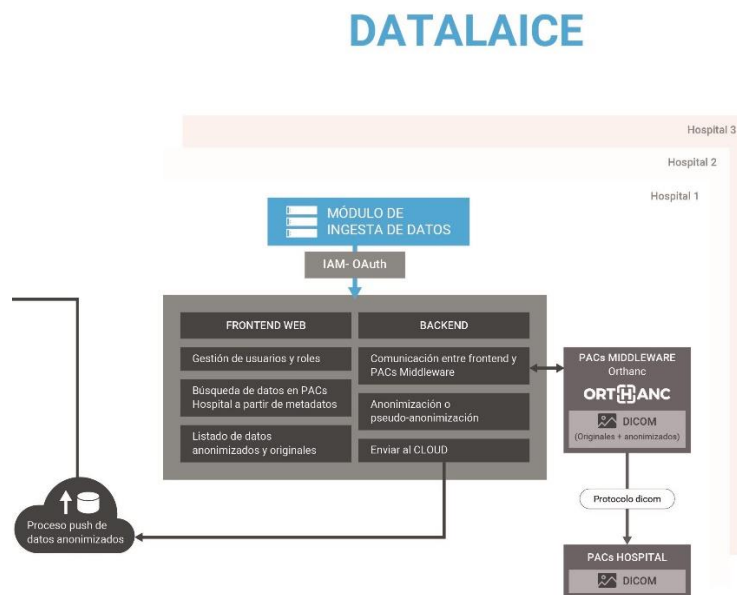 DATALAICE
Hospital 3
Hospital 2
Hospital 1
MÓDULO DE
INGESTA DE DATOS
IAM- OAuth
FRONTEND WEB
Gestión de usuarios y roles
Búsqueda de datos en PACs
Hospital a partir de metadatos
Listado de datos
anonimizados y originales
BACKEND
Comunicación entre frontend y
PACs Middleware
Anonimización o
pseudo-anonimización
Enviar al CLOUD
PACs MIDDLEWARE
Orthanc
ORTHANC
DICOM
(Originales + anonimizados)
Protocolo dicom
PACs HOSPITAL
DICOM
Proceso push de
datos anonimizados